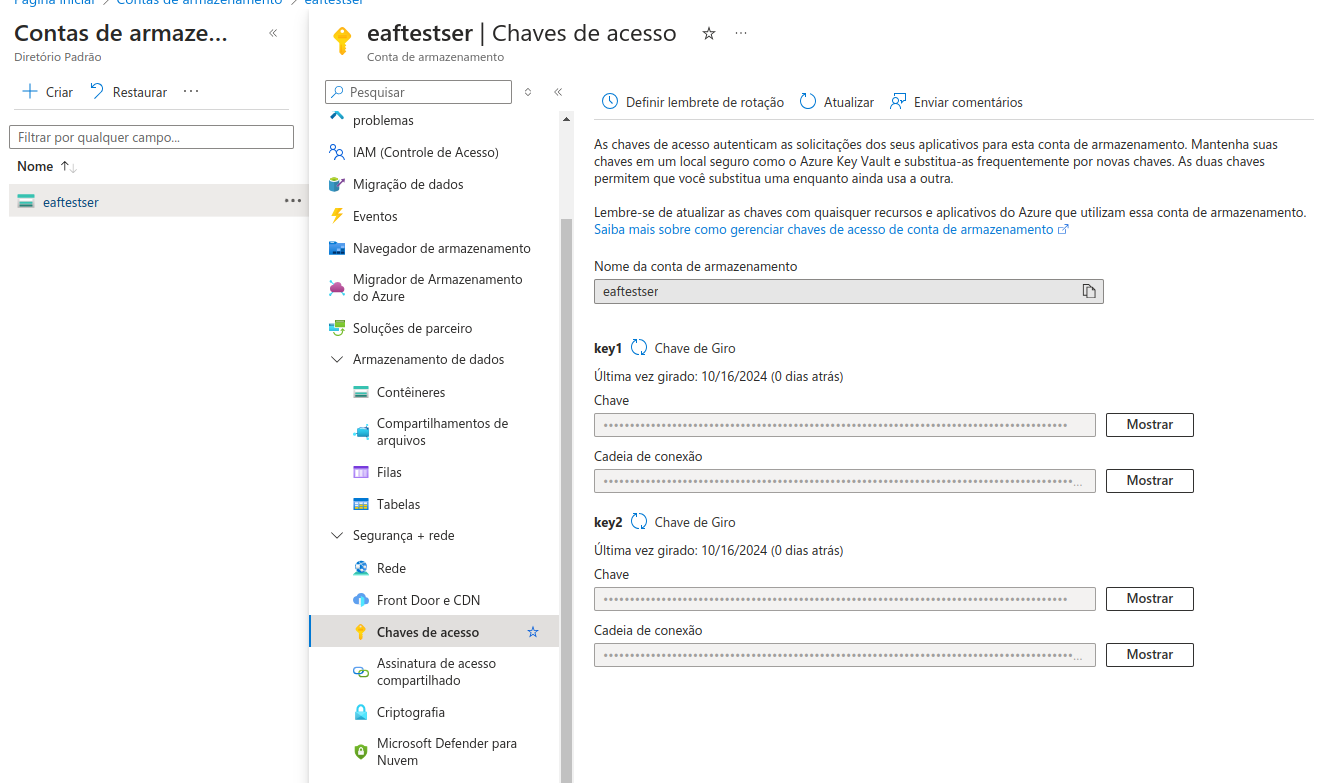 Página inicial > Contas de armazenamento > eaftestser
Contas de armaze...
Diretório Padrão
Criar
Restaurar
Filtrar por qualquer campo...
Nome
eaftestser
eaftestser | Chaves de acesso
Conta de armazenamento
Pesquisar
problemas
IAM (Controle de Acesso)
Migração de dados
Eventos
Navegador de armazenamento
Migrador de Armazenamento
do Azure
Soluções de parceiro
Armazenamento de dados
Contêineres
Compartilhamentos de
arquivos
Filas
Tabelas
Segurança + rede
Rede
Front Door e CDN
Chaves de acesso
Assinatura de acesso
compartilhado
Criptografia
Microsoft Defender para
Nuvem
Definir lembrete de rotação
Atualizar
Enviar comentários
As chaves de acesso autenticam as solicitações dos seus aplicativos para esta conta de armazenamento. Mantenha suas
chaves em um local seguro como o Azure Key Vault e substitua-as frequentemente por novas chaves. As duas chaves
permitem que você substitua uma enquanto ainda usa a outra.
Lembre-se de atualizar as chaves com quaisquer recursos e aplicativos do Azure que utilizam essa conta de armazenamento.
Saiba mais sobre como gerenciar chaves de acesso de conta de armazenamento
Nome da conta de armazenamento
eaftestser
key1 Chave de Giro
Última vez girado: 10/16/2024 (0 dias atrás)
Chave
Mostrar
Cadeia de conexão
Mostrar
key2 Chave de Giro
Última vez girado: 10/16/2024 (0 dias atrás)
Chave
Mostrar
Cadeia de conexão
Mostrar